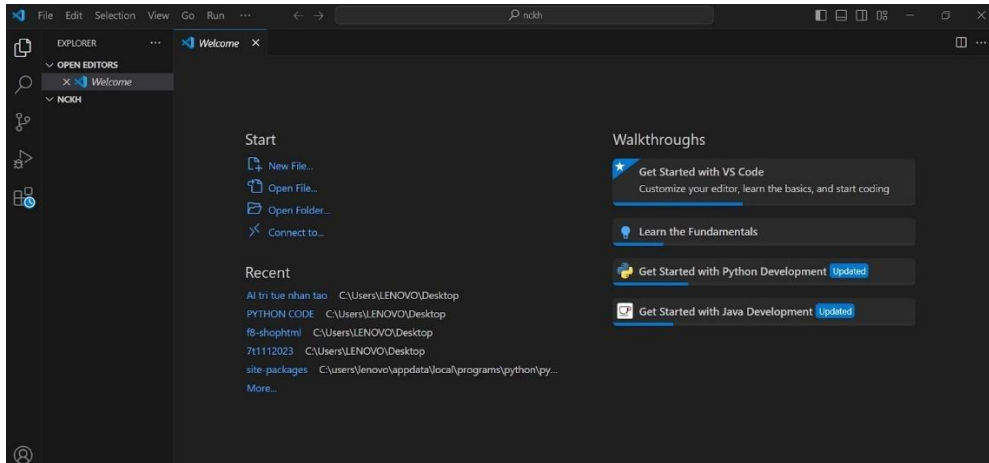 File Edit Selection View Go Run ··· nckh
EXPLORER ···
Welcome
OPEN EDITORS
Welcome
NCKH
Start
New File...
Open File...
Open Folder...
Connect to...
Recent
AI tri tue nhan tao C:\Users\LENOVO\Desktop
PYTHON CODE C:\Users\LENOVO\Desktop
f8-shophtml C:\Users\LENOVO\Desktop
7t1112023 C:\Users\LENOVO\Desktop
site-packages C:\users\lenovo\appdata\local\programs\python\py...
More...
Walkthroughs
Get Started with VS Code
Customize your editor, learn the basics, and start coding
Learn the Fundamentals
Get Started with Python Development Updated
Get Started with Java Development Updated